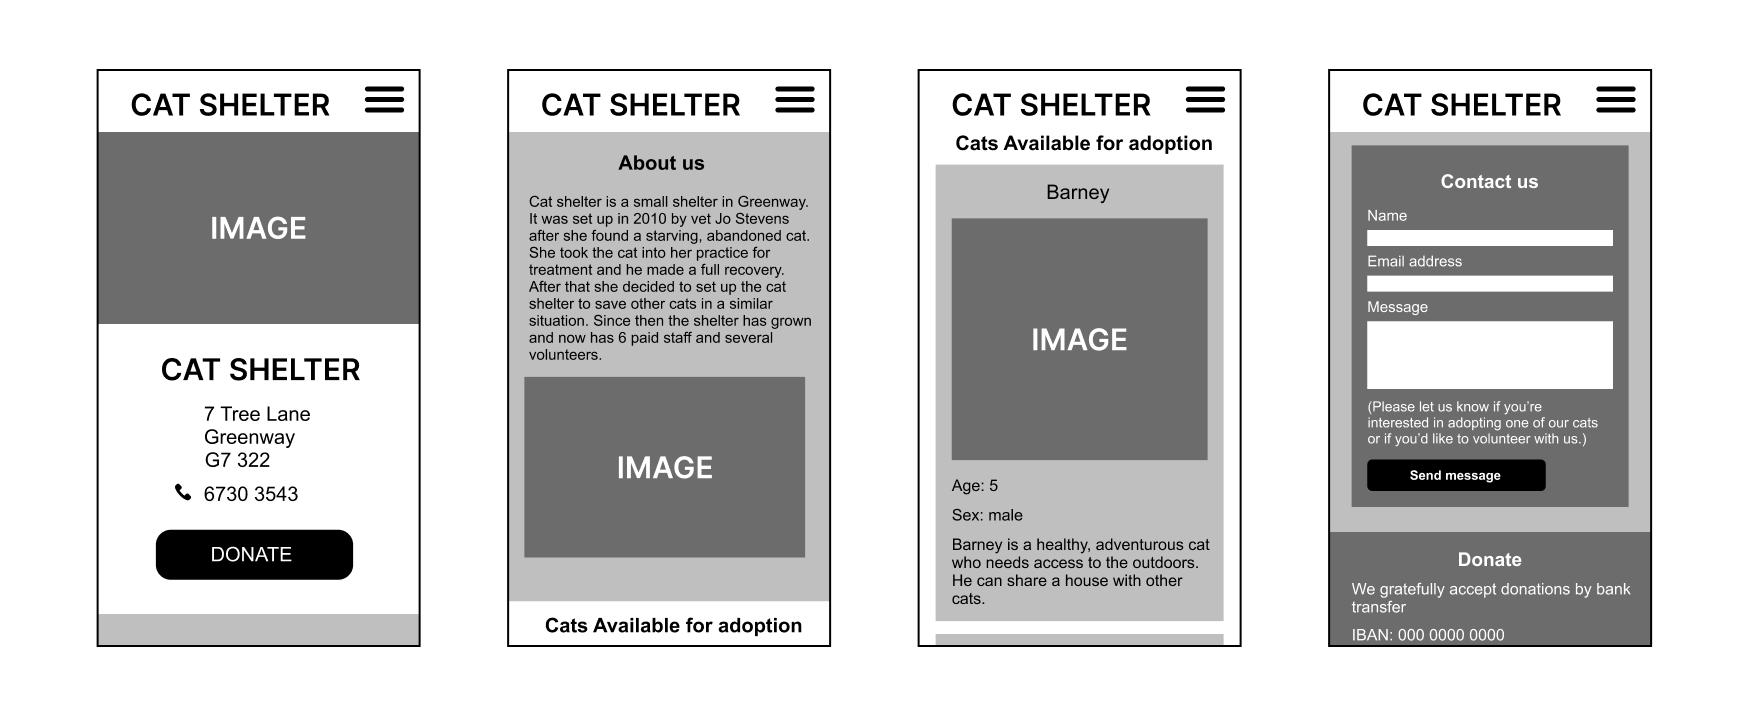 CAT SHELTER
IMAGE
CAT SHELTER
7 Tree Lane
Greenway
G7 322
6730 3543
DONATE
CAT SHELTER
About us
Cat shelter is a small shelter in Greenway.
It was set up in 2010 by vet Jo Stevens
after she found a starving, abandoned cat.
She took the cat into her practice for
treatment and he made a full recovery.
After that she decided to set up the cat
shelter to save other cats in a similar
situation. Since then the shelter has grown
and now has 6 paid staff and several
volunteers.
IMAGE
Cats Available for adoption
CAT SHELTER
Cats Available for adoption
Barney
IMAGE
Age: 5
Sex: male
Barney is a healthy, adventurous cat
who needs access to the outdoors.
He can share a house with other
cats.
CAT SHELTER
Contact us
Name
Email address
Message
(Please let us know if you’re
interested in adopting one of our cats
or if you’d like to volunteer with us.)
Send message
Donate
We gratefully accept donations by bank
transfer
IBAN: 000 0000 0000